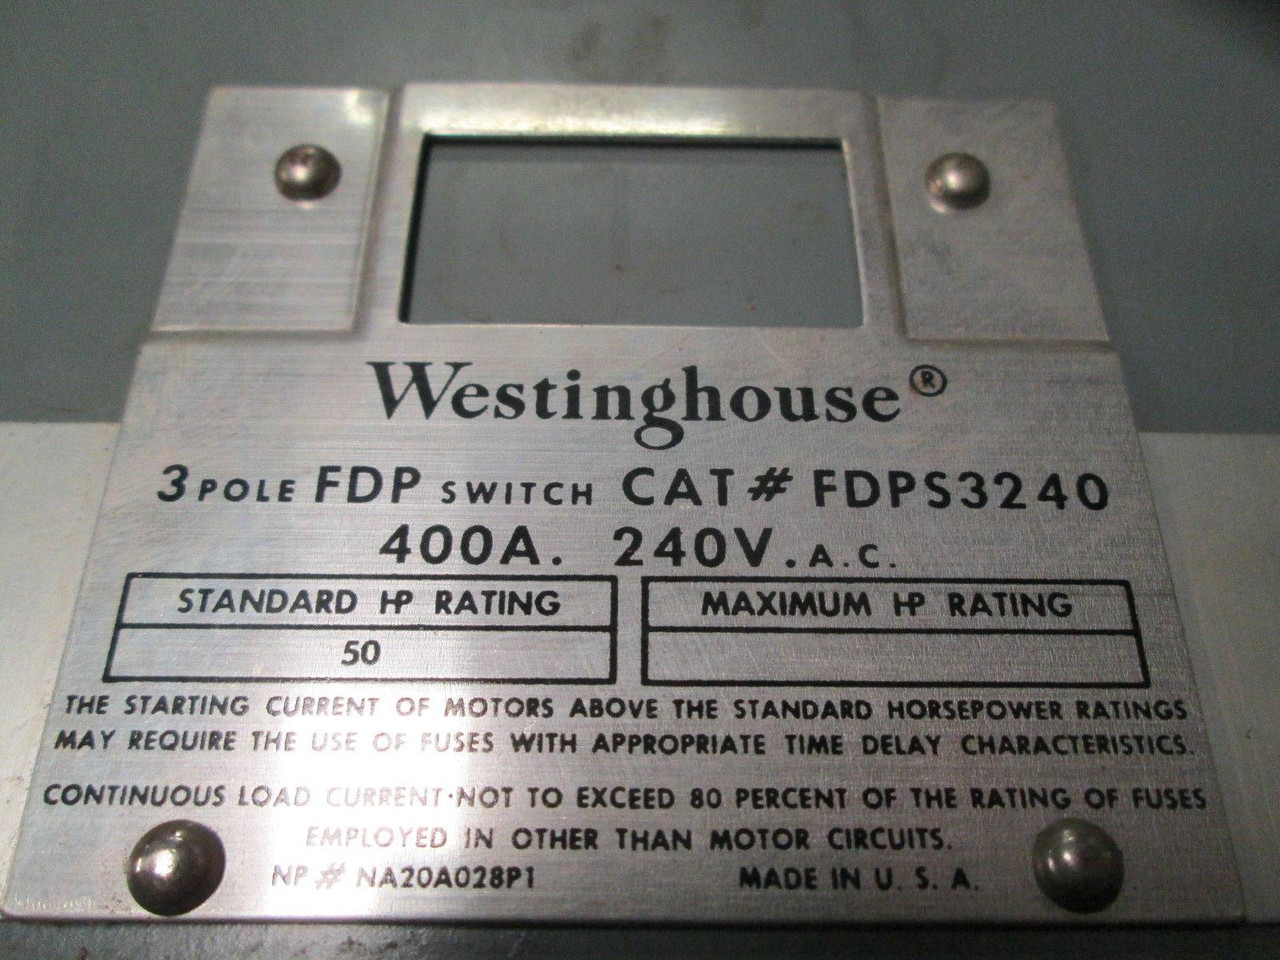 Westinghouse®
3 POLE FDP SWITCH CAT # FDPS3240
400A. 240V. A.C.
STANDARD HP RATING
50
MAXIMUM HP RATING
THE STARTING CURRENT OF MOTORS ABOVE THE STANDARD HORSEPOWER RATINGS
MAY REQUIRE THE USE OF FUSES WITH APPROPRIATE TIME DELAY CHARACTERISTICS.
CONTINUOUS LOAD CURRENT·NOT TO EXCEED 80 PERCENT OF THE RATING OF FUSES
EMPLOYED IN OTHER THAN MOTOR CIRCUITS.
NP # NA20A028P1 MADE IN U. S. A.